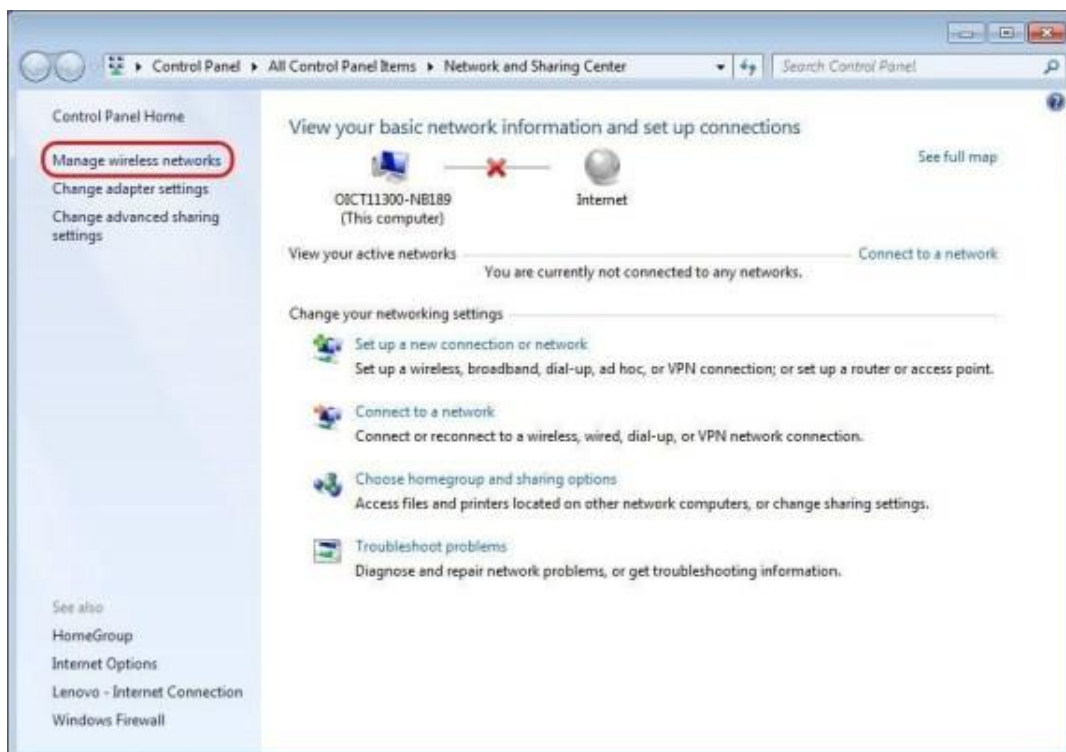 Control Panel ▸ All Control Panel Items ▸ Network and Sharing Center
Search Control Panel
Control Panel Home
Manage wireless networks
Change adapter settings
Change advanced sharing
settings
See also
HomeGroup
Internet Options
Lenovo - Internet Connection
Windows Firewall
View your basic network information and set up connections
See full map
OICT11300-NB189
(This computer)
Internet
View your active networks
Connect to a network
You are currently not connected to any networks.
Change your networking settings
Set up a new connection or network
Set up a wireless, broadband, dial-up, ad hoc, or VPN connection; or set up a router or access point.
Connect to a network
Connect or reconnect to a wireless, wired, dial-up, or VPN network connection.
Choose homegroup and sharing options
Access files and printers located on other network computers, or change sharing settings.
Troubleshoot problems
Diagnose and repair network problems, or get troubleshooting information.